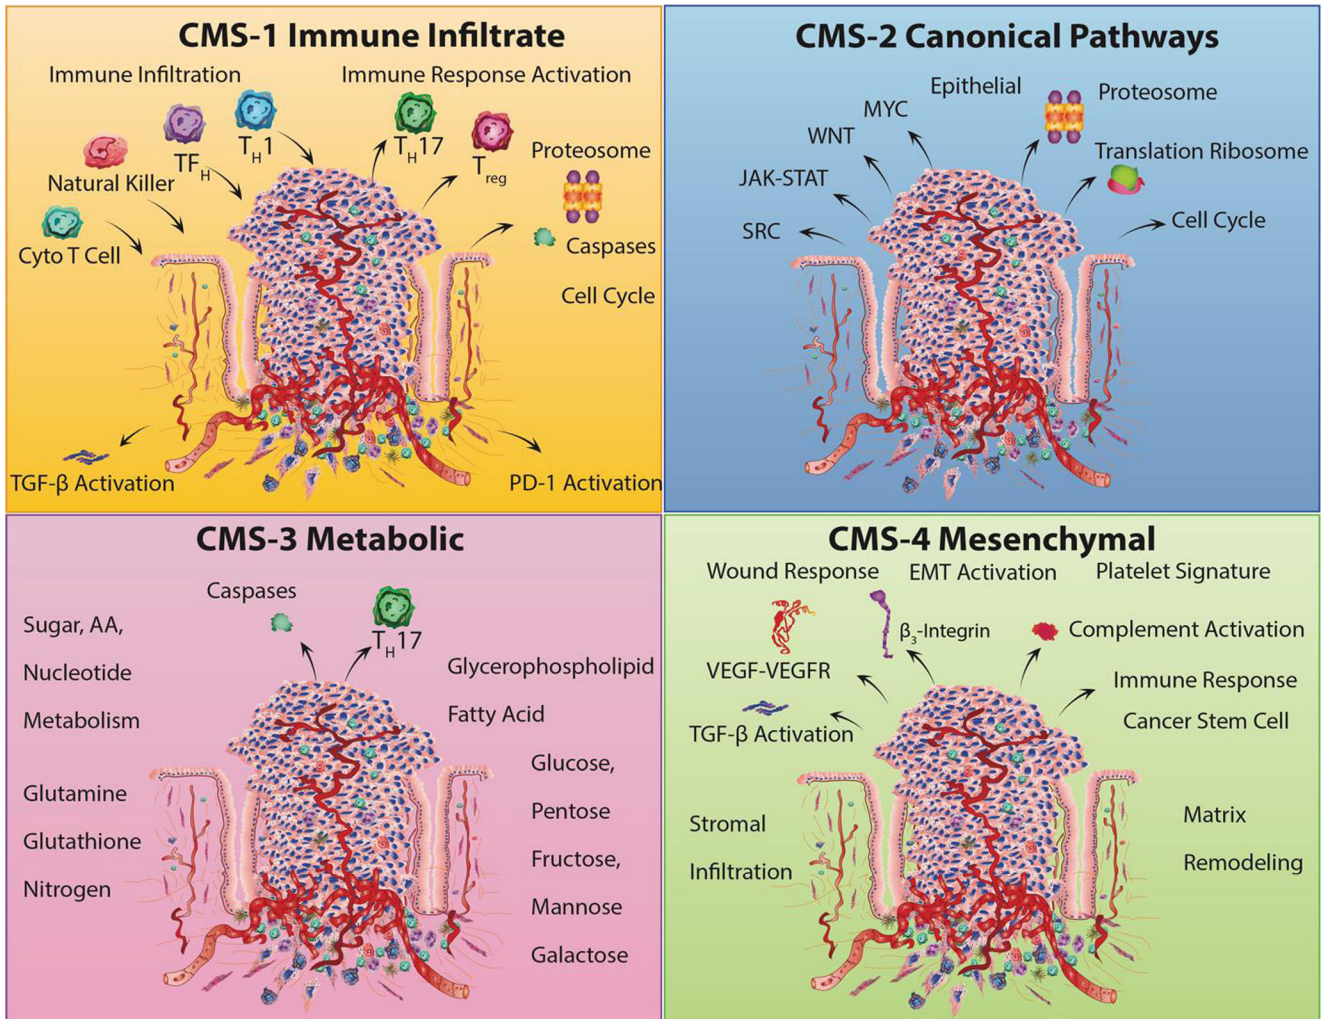 CMS-1 Immune Infiltrate
Immune Infiltration
Immune Response Activation
TH1
TH17
TFH
Treg
Proteosome
Natural Killer
Cyto T Cell
Caspases
Cell Cycle
TGF-β Activation
PD-1 Activation
CMS-2 Canonical Pathways
Epithelial
MYC
Proteosome
WNT
Translation Ribosome
JAK-STAT
SRC
Cell Cycle
CMS-3 Metabolic
Caspases
TH17
Sugar, AA,
Nucleotide
Metabolism
Glutamine
Glutathione
Nitrogen
Glycerophospholipid
Fatty Acid
Glucose,
Pentose
Fructose,
Mannose
Galactose
CMS-4 Mesenchymal
Wound Response
EMT Activation
Platelet Signature
β3-Integrin
Complement Activation
VEGF-VEGFR
Immune Response
TGF-β Activation
Cancer Stem Cell
Stromal
Infiltration
Matrix
Remodeling